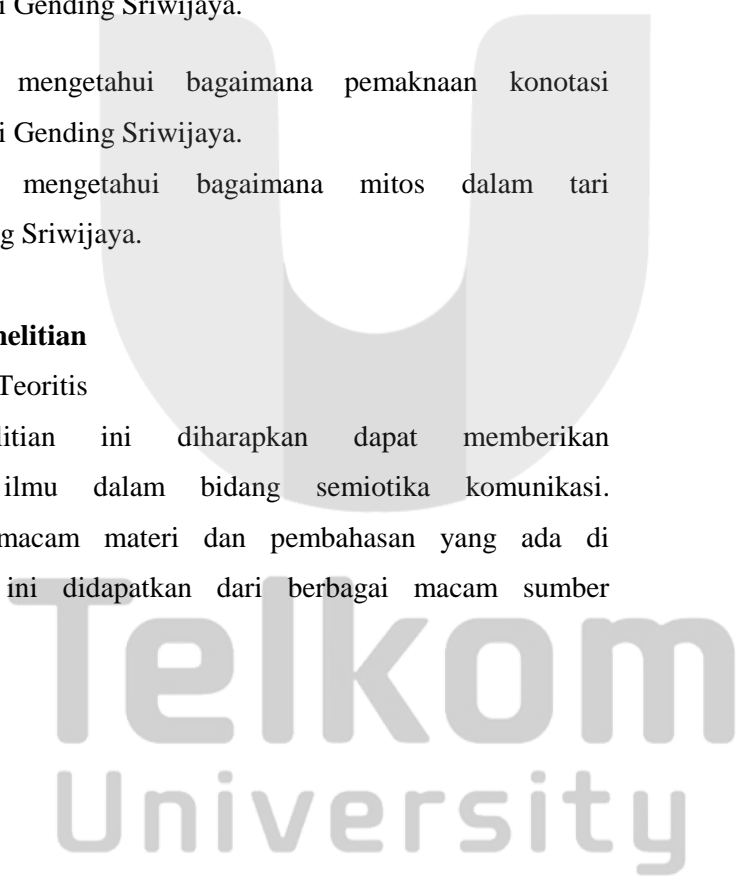 i Gending Sriwijaya.
mengetahui bagaimana pemaknaan konotasi
i Gending Sriwijaya.
mengetahui bagaimana mitos dalam tari
g Sriwijaya.
nelitian
Teoritis
litian ini diharapkan dapat memberikan
ilmu dalam bidang semiotika komunikasi.
macam materi dan pembahasan yang ada di
ini didapatkan dari berbagai macam sumber
Telkom
University